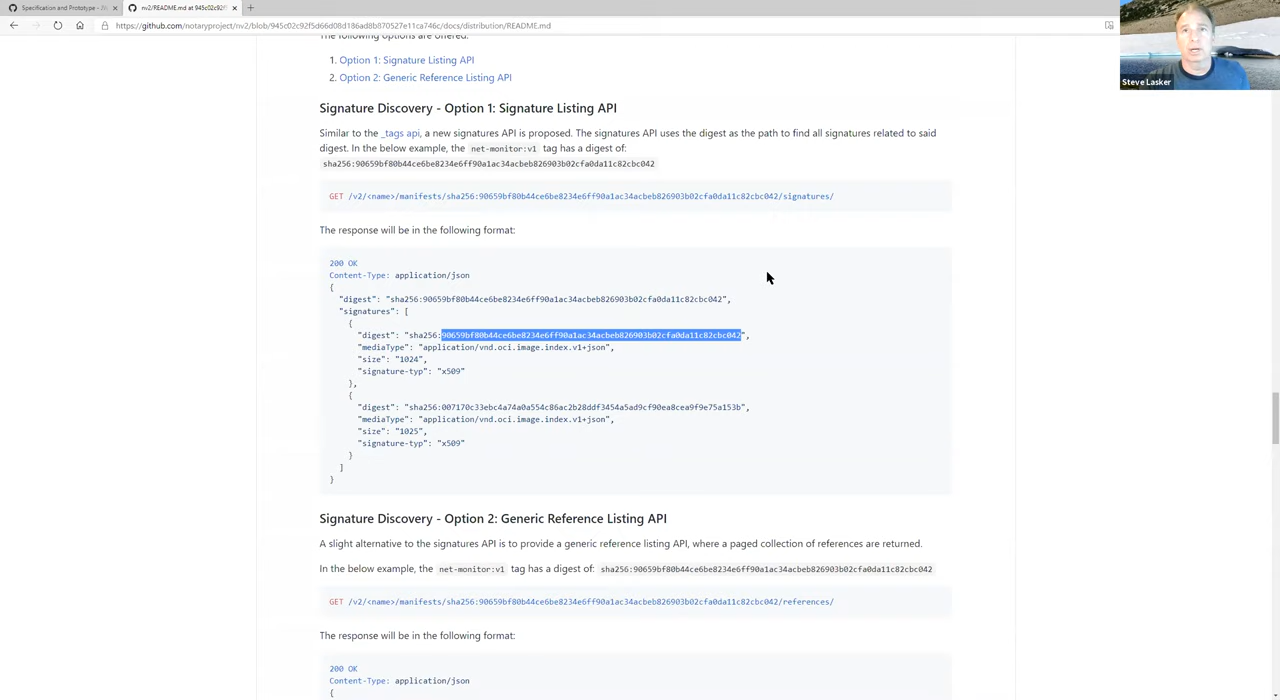 Specification and Prototype - /n
nv2/README.md at 945c02c92
https://github.com/notaryproject/nv2/blob/945c02c92f5d66d08d186ad8b870527e11ca746c/docs/distribution/README.md
Steve Lasker
The following options are offered:
1. Option 1: Signature Listing API
2. Option 2: Generic Reference Listing API
Signature Discovery - Option 1: Signature Listing API
Similar to the _tags api, a new signatures API is proposed. The signatures API uses the digest as the path to find all signatures related to said
digest. In the below example, the net-monitor:v1 tag has a digest of:
sha256:90659bf80b44ce6be8234e6ff90a1ac34acbeb826903b02cfa0da11c82cbc042
GET /v2/<name>/manifests/sha256:90659bf80b44ce6be8234e6ff90a1ac34acbeb826903b02cfa0da11c82cbc042/signatures/
The response will be in the following format:
200 OK
Content-Type: application/json
{
"digest": "sha256:90659bf80b44ce6be8234e6ff90a1ac34acbeb826903b02cfa0da11c82cbc042",
"signatures": [
{
"digest": "sha256:90659bf80b44ce6be8234e6ff90a1ac34acbeb826903b02cfa0da11c82cbc042",
"mediaType": "application/vnd.oci.image.index.v1+json",
"size": "1024",
"signature-typ": "x509"
},
{
"digest": "sha256:007170c33ebc4a74a0a554c86ac2b28ddf3454a5ad9cf90ea8cea9f9e75a153b",
"mediaType": "application/vnd.oci.image.index.v1+json",
"size": "1025",
"signature-typ": "x509"
}
]
}
Signature Discovery - Option 2: Generic Reference Listing API
A slight alternative to the signatures API is to provide a generic reference listing API, where a paged collection of references are returned.
In the below example, the net-monitor:v1 tag has a digest of: sha256:90659bf80b44ce6be8234e6ff90a1ac34acbeb826903b02cfa0da11c82cbc042
GET /v2/<name>/manifests/sha256:90659bf80b44ce6be8234e6ff90a1ac34acbeb826903b02cfa0da11c82cbc042/references/
The response will be in the following format:
200 OK
Content-Type: application/json
{